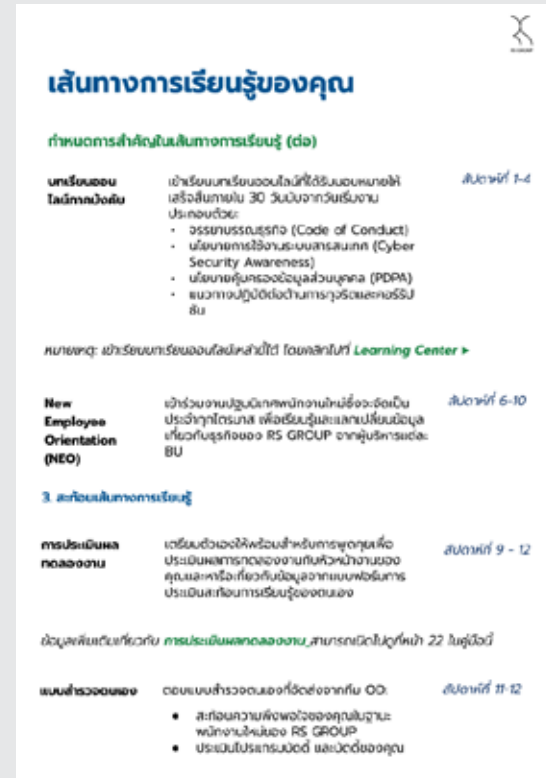 RS GROUP
เส้นทางการเรียนรู้ของคุณ
กำหนดการสำคัญในเส้นทางการเรียนรู้ (ต่อ)
บทเรียนออน
ไลน์ภาคบังคับ
เข้าเรียนบทเรียนออนไลน์ที่ได้รับมอบหมายให้
เสร็จสิ้นภายใน 30 วันนับจากวันเริ่มงาน
ประกอบด้วย:
• จรรยาบรรณธุรกิจ (Code of Conduct)
• นโยบายการใช้งานระบบสารสนเทศ (Cyber
Security Awareness)
• นโยบายคุ้มครองข้อมูลส่วนบุคคล (PDPA)
• แนวทางปฏิบัติต่อต้านการทุจริตและคอร์รัป
ชัน
สัปดาห์ที่ 1-4
หมายเหตุ: เข้าเรียนบทเรียนออนไลน์เหล่านี้ได้ โดยคลิกไปที่ Learning Center ►
New
Employee
Orientation
(NEO)
เข้าร่วมงานปฐมนิเทศพนักงานใหม่ซึ่งจะจัดเป็น
ประจำทุกไตรมาส เพื่อเรียนรู้และแลกเปลี่ยนข้อมูล
เกี่ยวกับธุรกิจของ RS GROUP จากผู้บริหารแต่ละ
BU
สัปดาห์ที่ 6-10
3. สะท้อนเส้นทางการเรียนรู้
การประเมินผล
ทดลองงาน
เตรียมตัวเองให้พร้อมสำหรับการพูดคุยเพื่อ
ประเมินผลการทดลองงานกับหัวหน้างานของ
คุณและหารือเกี่ยวกับข้อมูลจากแบบฟอร์มการ
ประเมินสะท้อนการเรียนรู้ของตนเอง
สัปดาห์ที่ 9 - 12
ข้อมูลเพิ่มเติมเกี่ยวกับ การประเมินผลทดลองงาน สามารถเปิดไปดูที่หน้า 22 ในคู่มือนี้
แบบสำรวจตนเอง
ตอบแบบสำรวจตนเองที่จัดส่งจากทีม OD:
• สะท้อนความพึงพอใจของคุณในฐานะ
พนักงานใหม่ของ RS GROUP
• ประเมินโปรแกรมบัดดี้ และบัดดี้ของคุณ
สัปดาห์ที่ 11-12